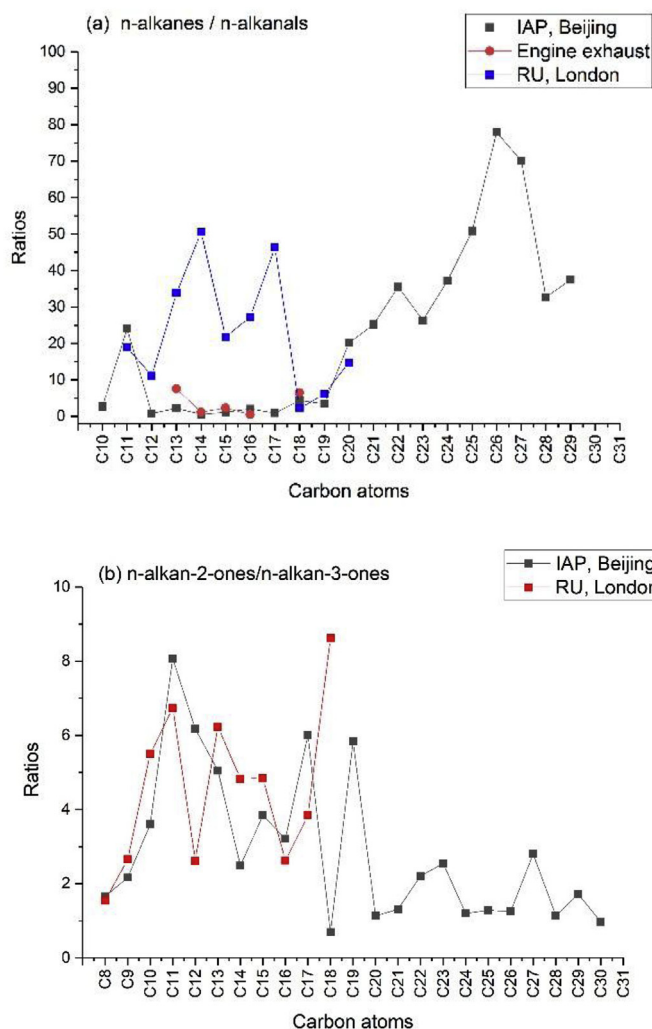 (a) n-alkanes / n-alkanals
IAP, Beijing
Engine exhaust
RU, London
100
90
80
70
60
50
40
30
20
10
0
Ratios
C10 C11 C12 C13 C14 C15 C16 C17 C18 C19 C20 C21 C22 C23 C24 C25 C26 C27 C28 C29 C30 C31
Carbon atoms
(b) n-alkan-2-ones/n-alkan-3-ones
IAP, Beijing
RU, London
10
8
6
4
2
0
Ratios
C8 C9 C10 C11 C12 C13 C14 C15 C16 C17 C18 C19 C20 C21 C22 C23 C24 C25 C26 C27 C28 C29 C30 C31
Carbon atoms